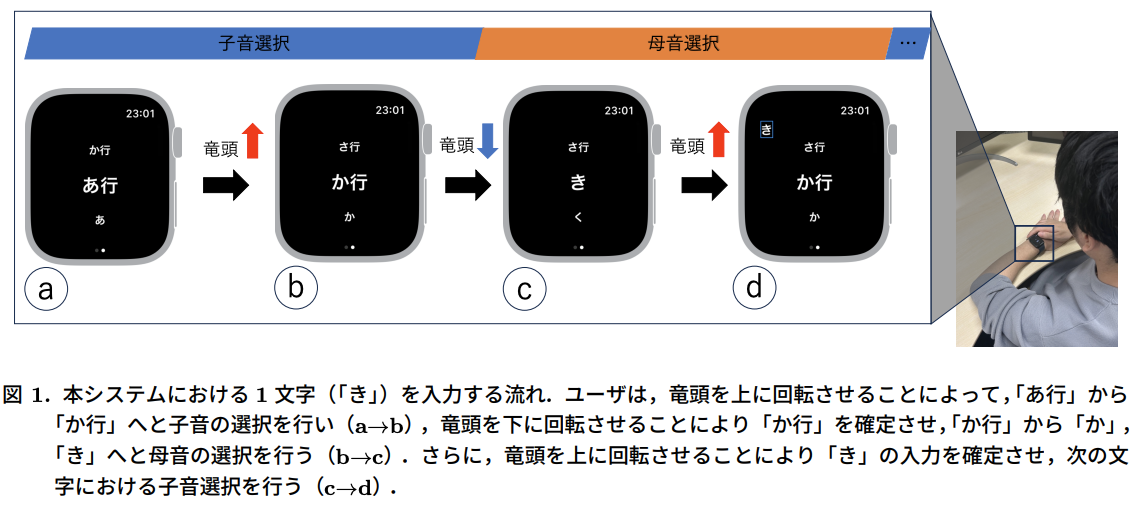 子音選択 母音選択 …
23:01
か行
あ行
あ
a
竜頭
23:01
さ行
か行
か
b
竜頭
23:01
さ行
き
く
c
竜頭
23:01
き
さ行
か行
か
d
図 1. 本システムにおける 1 文字（「き」）を入力する流れ．ユーザは，竜頭を上に回転させることによって，「あ行」から
「か行」へと子音の選択を行い（a→b），竜頭を下に回転させることにより「か行」を確定させ，「か行」から「か」，
「き」へと母音の選択を行う（b→c）．さらに，竜頭を上に回転させることにより「き」の入力を確定させ，次の文
字における子音選択を行う（c→d）．